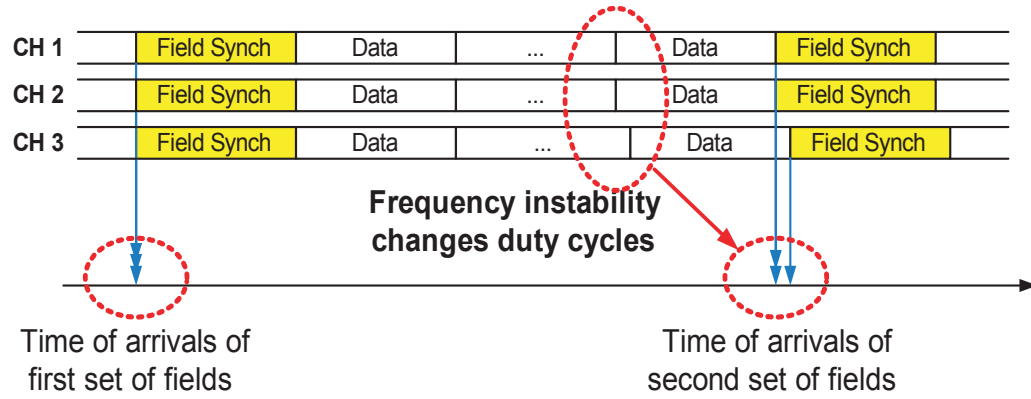 CH 1 Field Synch Data ... Data Field Synch
CH 2 Field Synch Data ... Data Field Synch
CH 3 Field Synch Data ... Data Field Synch
Frequency instability
changes duty cycles
Time of arrivals of
first set of fields
Time of arrivals of
second set of fields